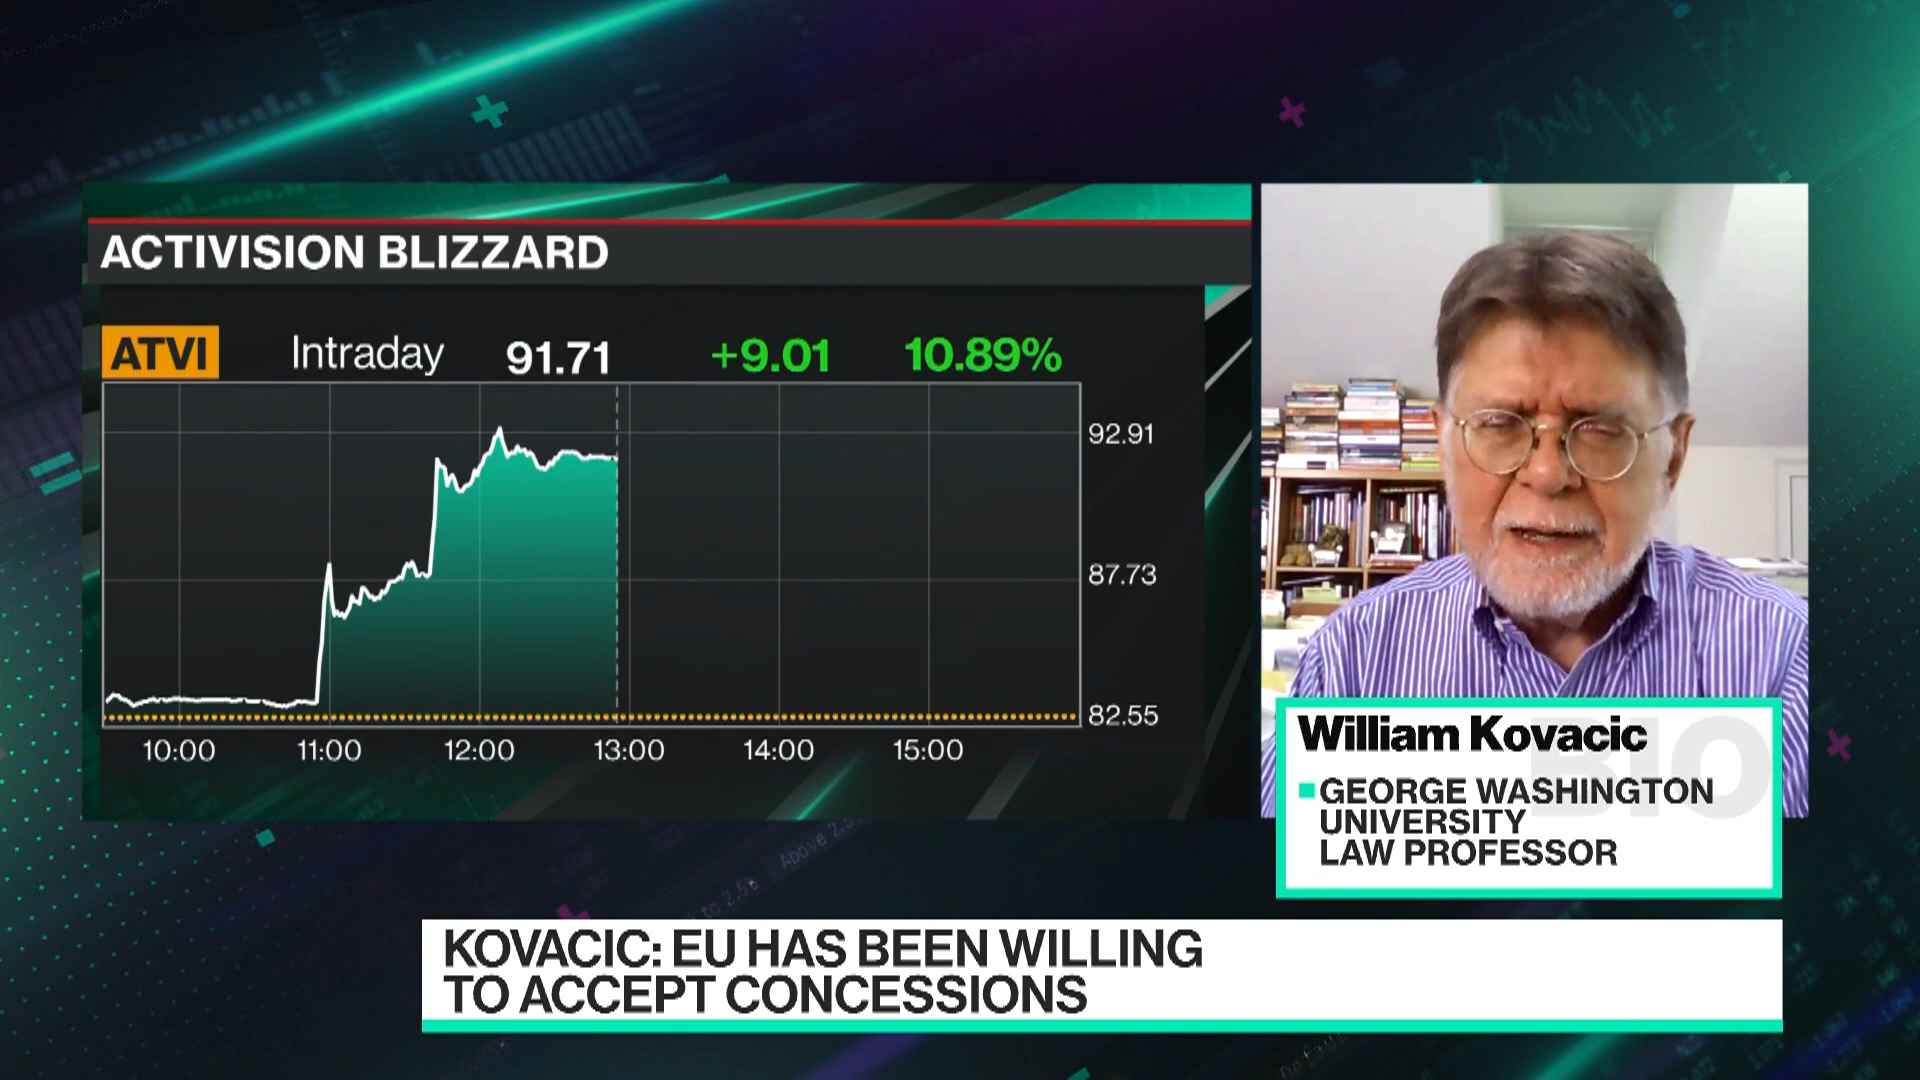 ACTIVISION BLIZZARD
ATVI Intraday 91.71 +9.01 10.89%
92.91
87.73
82.55
10:00 11:00 12:00 13:00 14:00 15:00
BIO
William Kovacic
GEORGE WASHINGTON
UNIVERSITY
LAW PROFESSOR
KOVACIC: EU HAS BEEN WILLING
TO ACCEPT CONCESSIONS